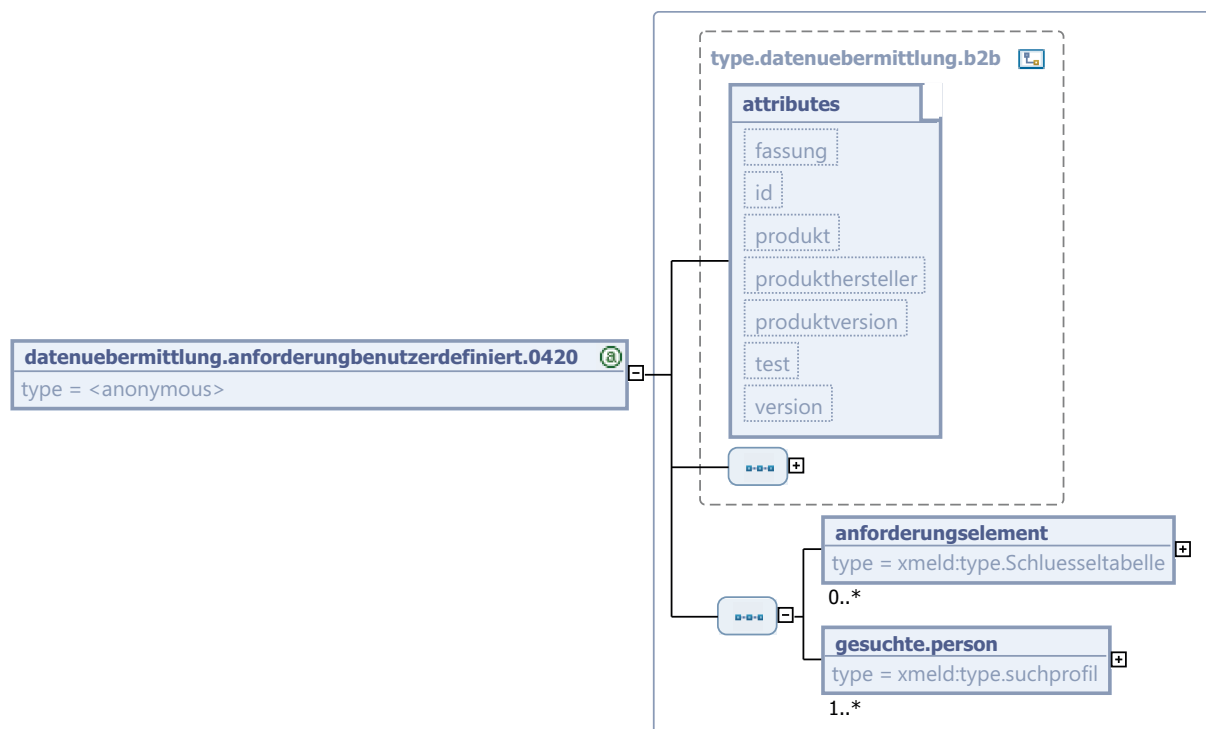 type.datenuebermittlung.b2b
attributes
fassung
id
produkt
produkthersteller
produktversion
test
version
datenuebermittlung.anforderungbenutzerdefiniert.0420 @
type = <anonymous>
anforderungselement
type = xmeld:type.Schluesseltabelle
0..*
gesuchte.person
type = xmeld:type.suchprofil
1..*